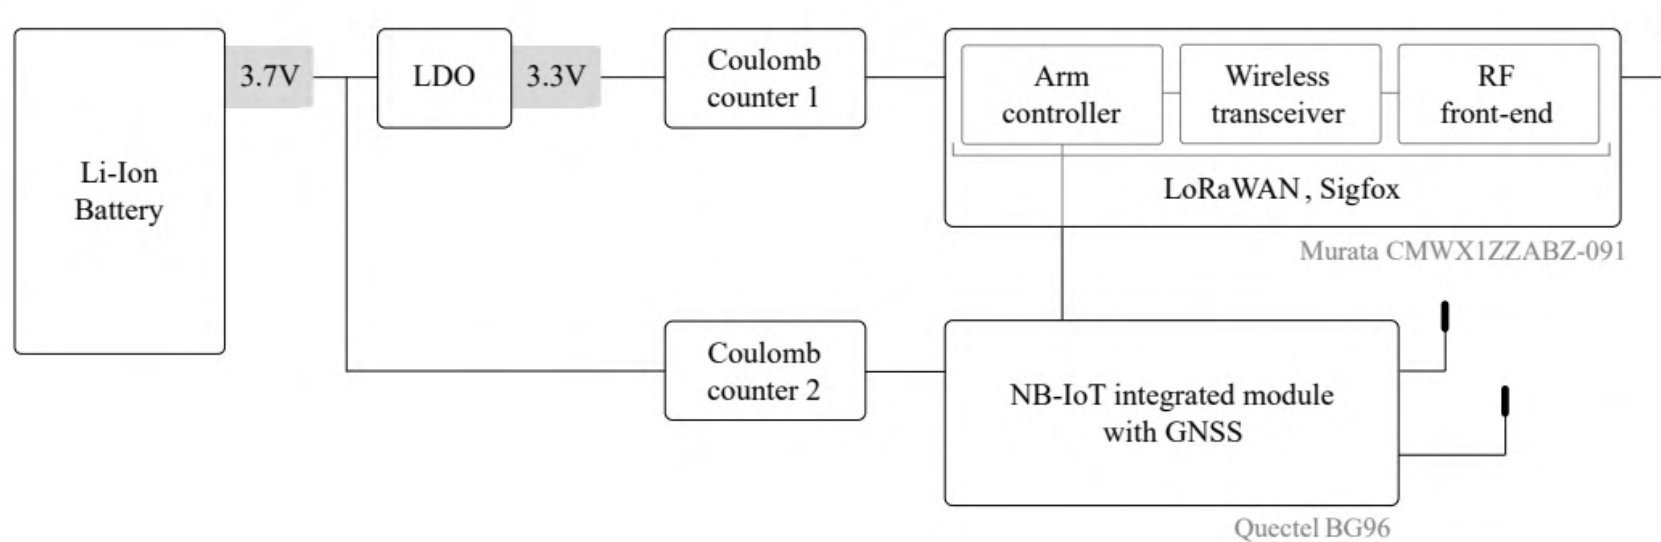 Li-Ion
Battery
3.7V
LDO
3.3V
Coulomb
counter 1
Arm
controller
Wireless
transceiver
RF
front-end
LoRaWAN, Sigfox
Murata CMWX1ZZABZ-091
Coulomb
counter 2
NB-IoT integrated module
with GNSS
Quectel BG96